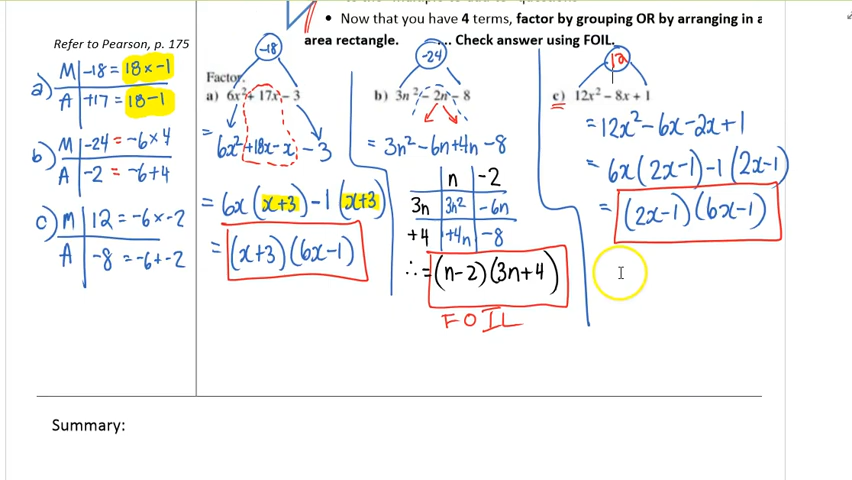 • Now that you have 4 terms, factor by grouping OR by arranging in a
area rectangle. ... Check answer using FOIL.
Refer to Pearson, p. 175
a) M | -18 = 18x-1
A | +17 = 18-1
b) M | -24 = -6x4
A | -2 = -6+4
c) M | 12 = -6x-2
A | -8 = -6+-2
-18
Factor.
a) 6x² + 17x - 3
= 6x² +18x - x - 3
= 6x (x+3) - 1 (x+3)
= (x+3)(6x-1)
-24
b) 3n² - 2n - 8
= 3n² - 6n + 4n - 8
n -2
3n 3n² -6n
+4 +4n -8
∴ = (n-2)(3n+4)
FOIL
12
c) 12x² - 8x + 1
= 12x² - 6x - 2x + 1
= 6x (2x-1) - 1 (2x-1)
= (2x-1)(6x-1)
Summary: